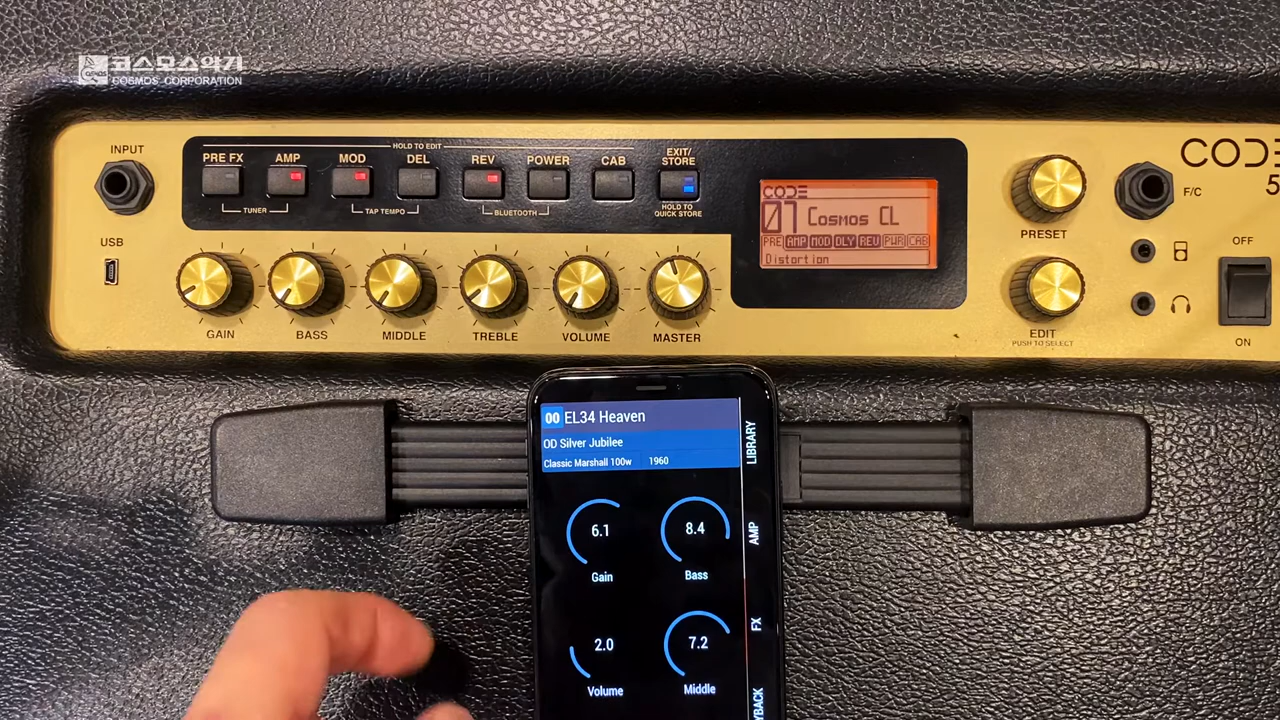 코스모스악기
COSMOS CORPORATION
INPUT
USB
HOLD TO EDIT
PRE FX
AMP
MOD
DEL
REV
POWER
CAB
EXIT/
STORE
TUNER
TAP TEMPO
BLUETOOTH
HOLD TO
QUICK STORE
GAIN
BASS
MIDDLE
TREBLE
VOLUME
MASTER
CODE
07 Cosmos CL
PRE AMP MOD DLY REV PWR CAB
Distortion
PRESET
EDIT
PUSH TO SELECT
CODE
5
F/C
OFF
ON
00 EL34 Heaven
OD Silver Jubilee
Classic Marshall 100w 1960
6.1
Gain
8.4
Bass
2.0
Volume
7.2
Middle
LIBRARY
AMP
FX
YBACK